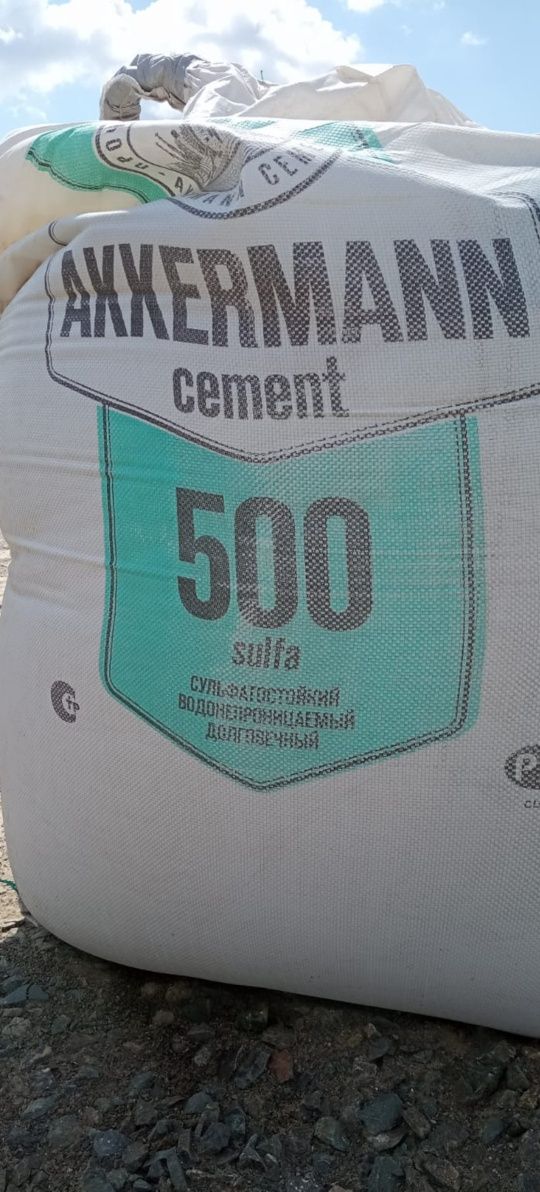 AKKERMANN
cement
500
sulfa
СУЛЬФАТОСТОЙКИЙ
ВОДОНЕПРОНИЦАЕМЫЙ
ДОЛГОВЕЧНЫЙ